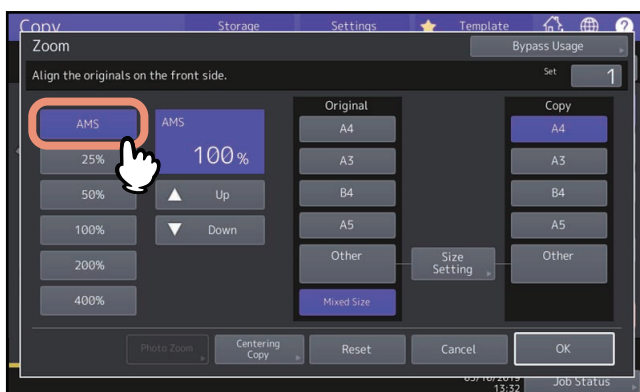 Copy Storage Settings Template
Zoom Bypass Usage
Align the originals on the front side. Set 1
Original Copy
AMS AMS A4 A4
25% 100 % A3 A3
50% Up B4 B4
100% Down A5 A5
200% Other Size Setting Other
400% Mixed Size
Photo Zoom Centering Copy Reset Cancel OK
13:32 Job Status